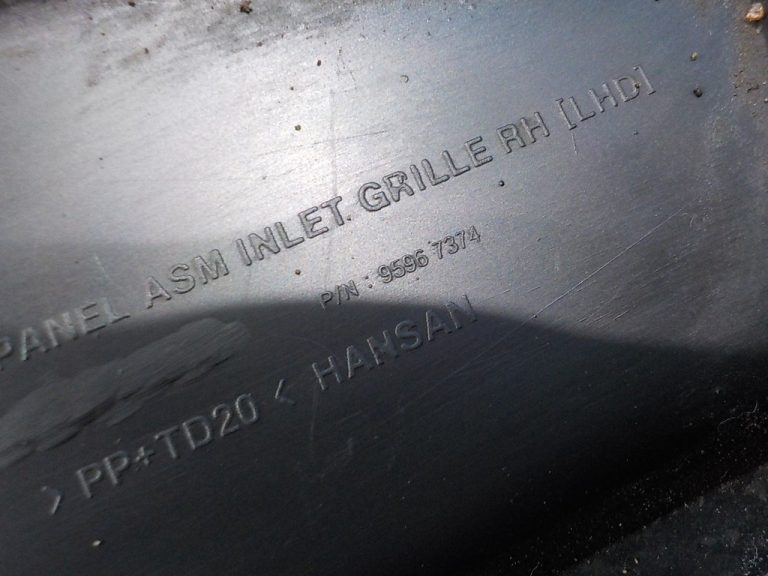 PANEL ASM INLET GRILLE RH [LHD]
P/N : 9596 7374
> PP+TD20 < HANSAN